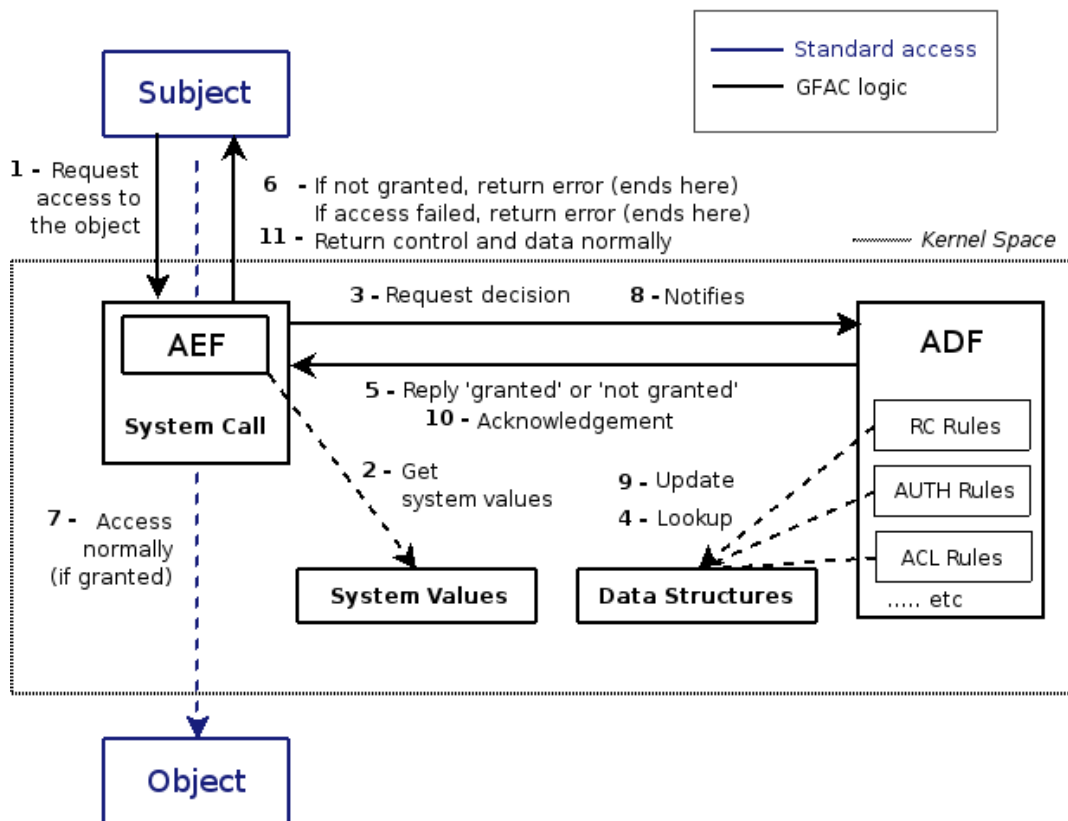 Standard access
GFAC logic
Subject
1 - Request
access to
the object
6 - If not granted, return error (ends here)
If access failed, return error (ends here)
11 - Return control and data normally
Kernel Space
3 - Request decision
8 - Notifies
AEF
System Call
ADF
5 - Reply 'granted' or 'not granted'
10 - Acknowledgement
RC Rules
AUTH Rules
ACL Rules
..... etc
2 - Get
system values
9 - Update
4 - Lookup
7 - Access
normally
(if granted)
System Values
Data Structures
Object